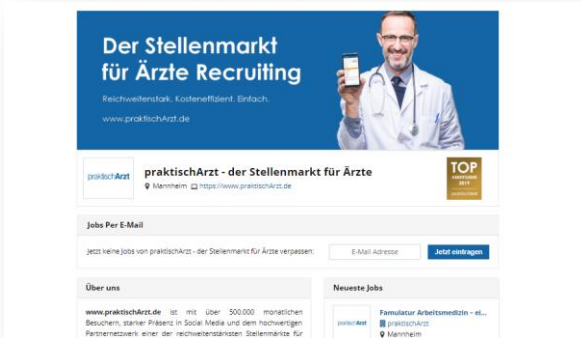 Der Stellenmarkt
für Ärzte Recruiting
Reichweitenstark. Kosteneffizient. Einfach.
www.praktischArzt.de
praktischArzt
praktischArzt - der Stellenmarkt für Ärzte
Mannheim https://www.praktischArzt.de
TOP
2019
Jobs Per E-Mail
Jetzt keine Jobs von praktischArzt - der Stellenmarkt für Ärzte verpassen:
E-Mail Adresse
Jetzt eintragen
Über uns
www.praktischArzt.de ist mit über 500.000 monatlichen
Besuchern, starker Präsenz in Social Media und dem hochwertigen
Partnernetzwerk einer der reichweitenstärksten Stellenmärkte für
Neueste Jobs
praktischArzt
Famulatur Arbeitsmedizin – ei...
praktischArzt
Mannheim